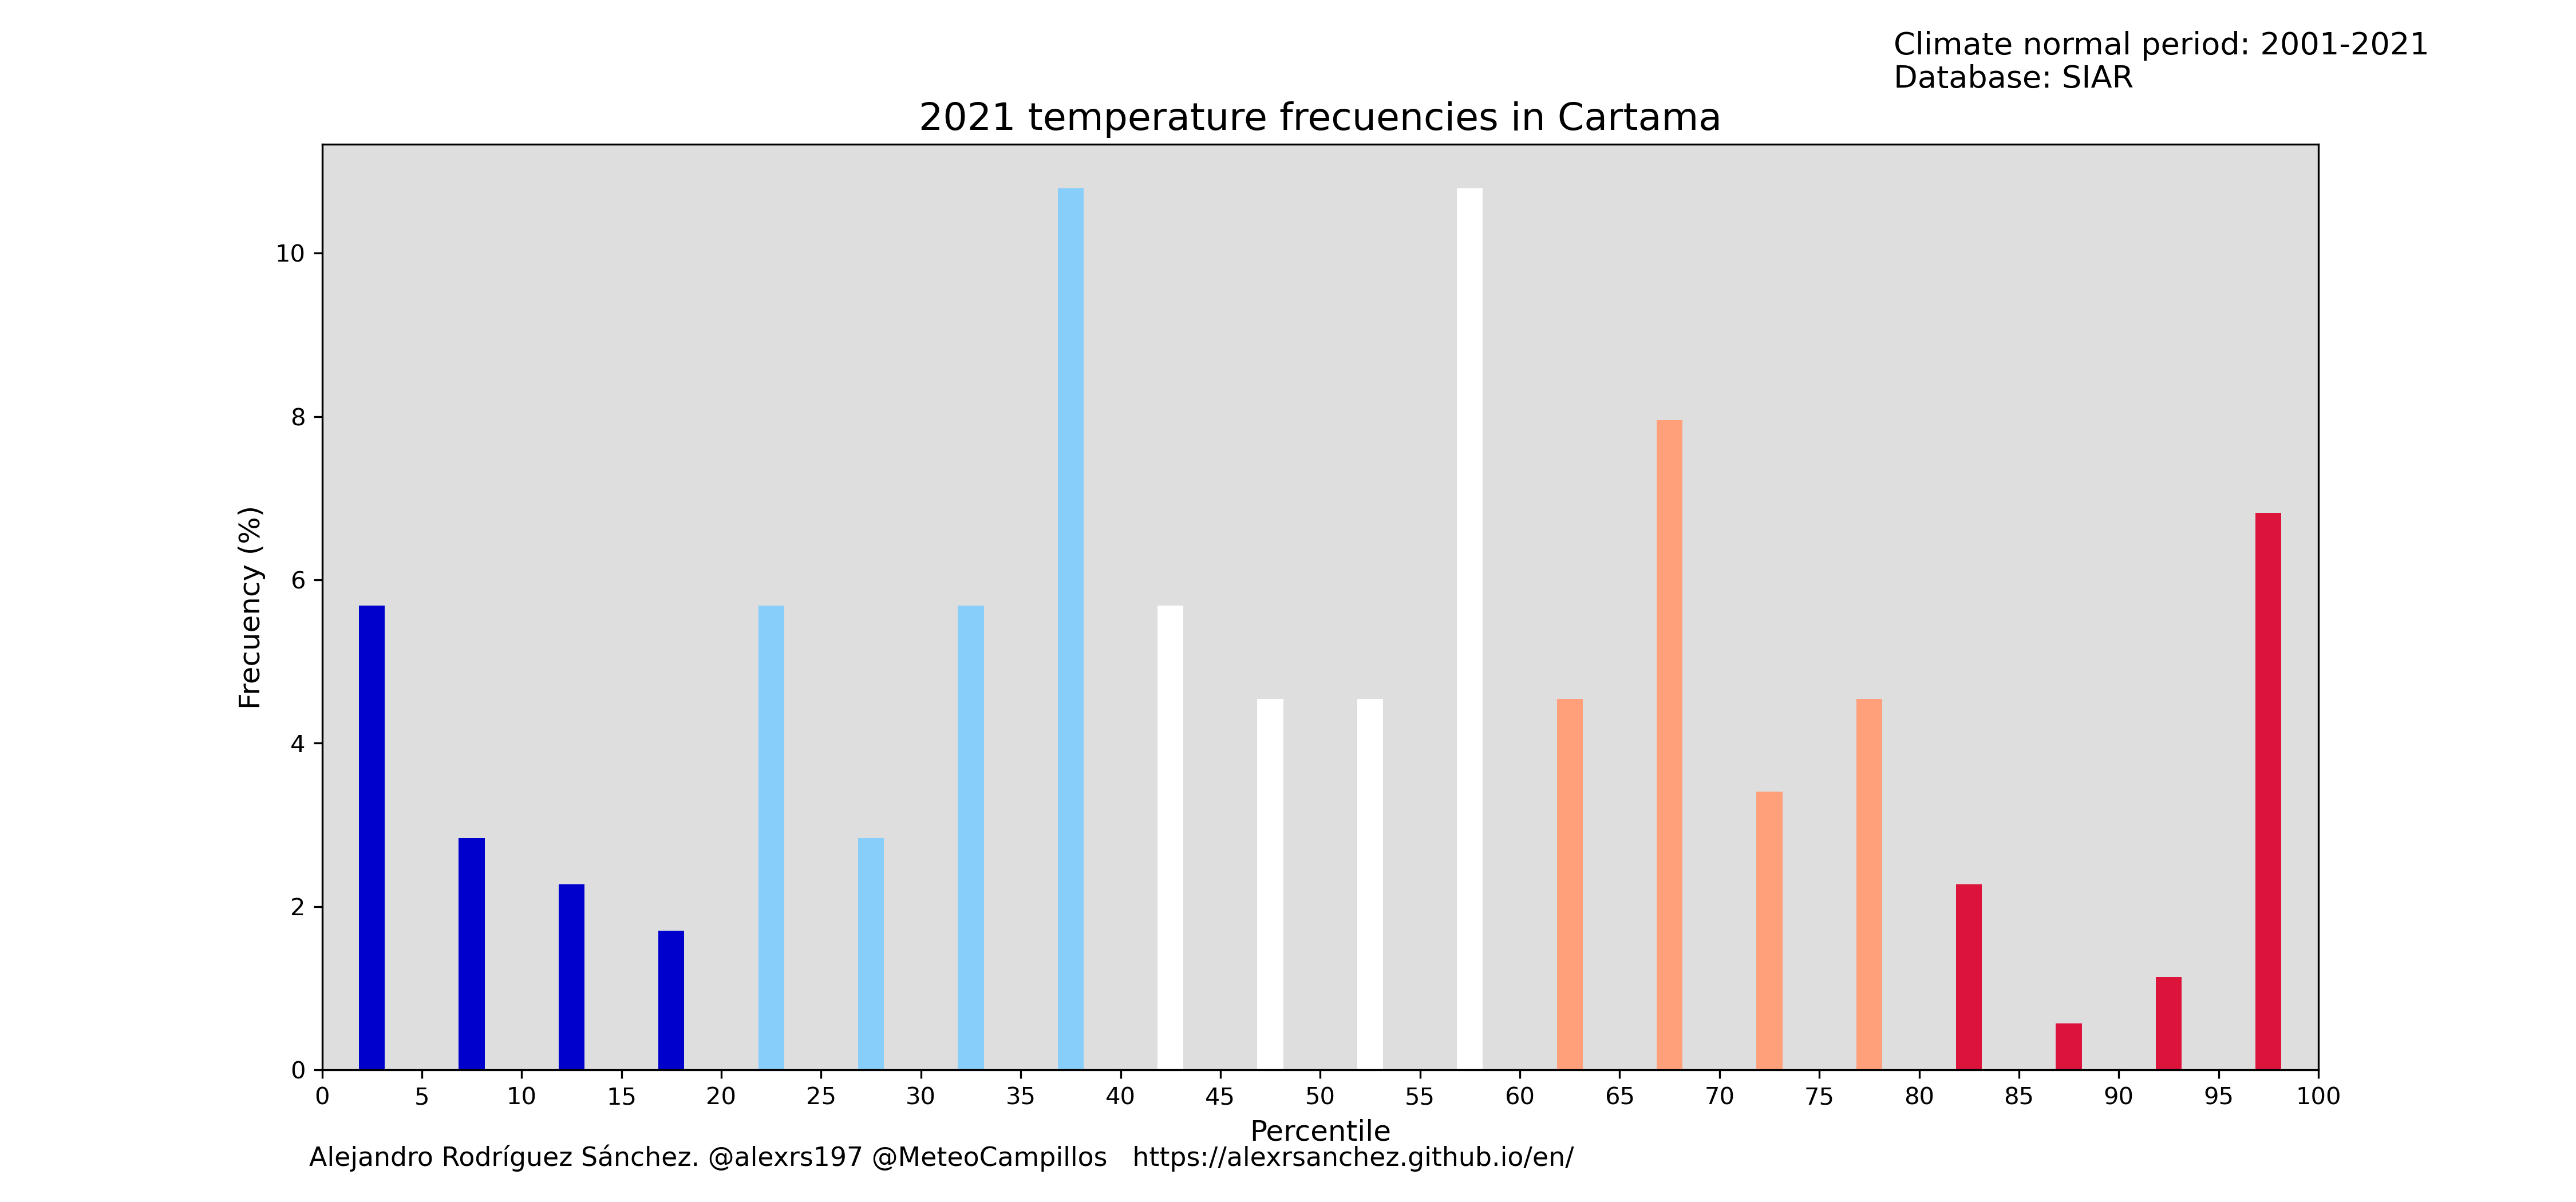 Climate normal period: 2001-2021
Database: SIAR
2021 temperature frecuencies in Cartama
Frecuency (%)
10
8
6
4
2
0
0 5 10 15 20 25 30 35 40 45 50 55 60 65 70 75 80 85 90 95 100
Percentile
Alejandro Rodríguez Sánchez. @alexrs197 @MeteoCampillos https://alexrsanchez.github.io/en/